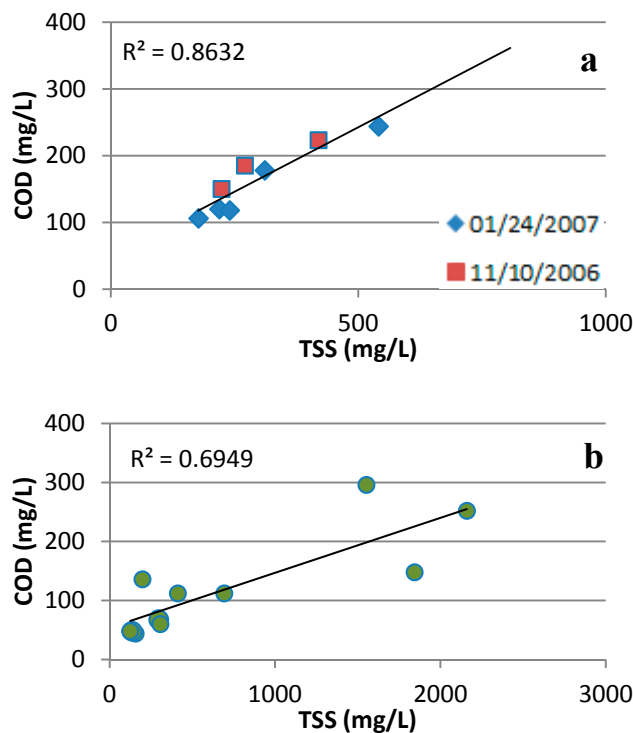 400
R² = 0.8632
a
300
200
100
0
COD (mg/L)
01/24/2007
11/10/2006
0 500 1000
TSS (mg/L)
400
R² = 0.6949
b
300
200
100
0
COD (mg/L)
0 1000 2000 3000
TSS (mg/L)